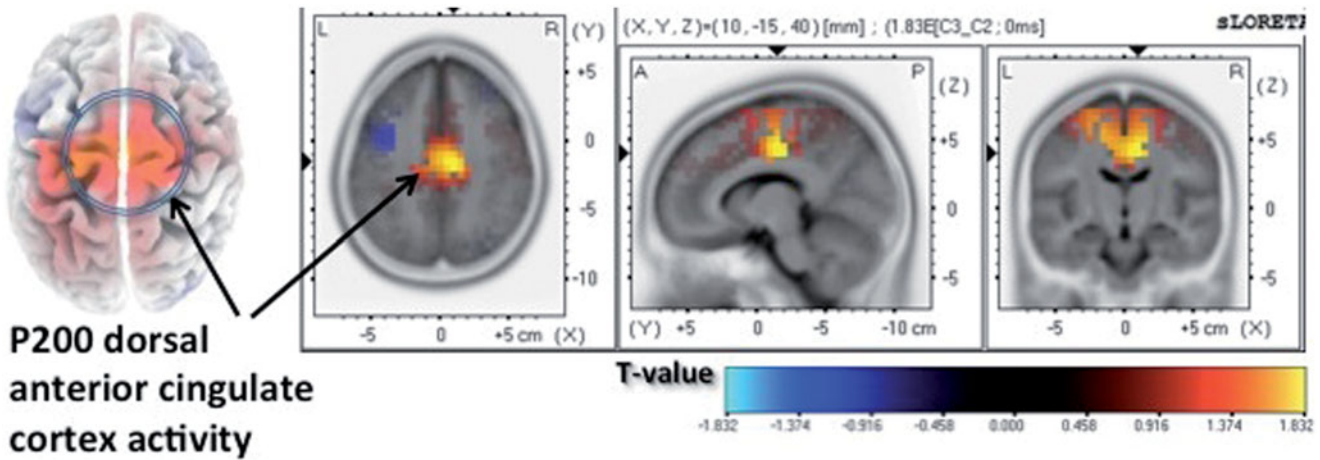 L R (Y)
+5
0
-5
-10
-5 0 +5 cm (X)
(X, Y, Z)=(10, -15, 40) [mm] ; (1.83E[C3_C2 ; 0ms]
sLORETA
A P (Z)
+5
0
-5
(Y) +5 0 -5 -10 cm
L R (Z)
+5
0
-5
-5 0 +5 cm (X)
P200 dorsal
anterior cingulate
cortex activity
T-value
-1.832 -1.374 -0.916 -0.458 0.000 0.458 0.916 1.374 1.832